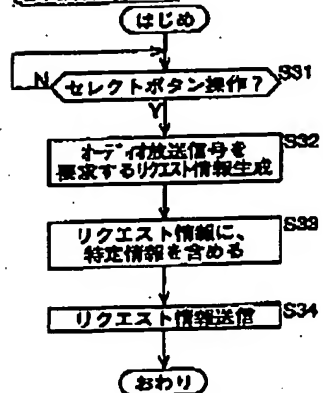 はじめ
N
セレクトボタン操作？
S31
Y
オーディオ放送信号を
要求するリクエスト情報生成
S32
リクエスト情報に、
特定情報を含める
S33
リクエスト情報送信
S34
おわり